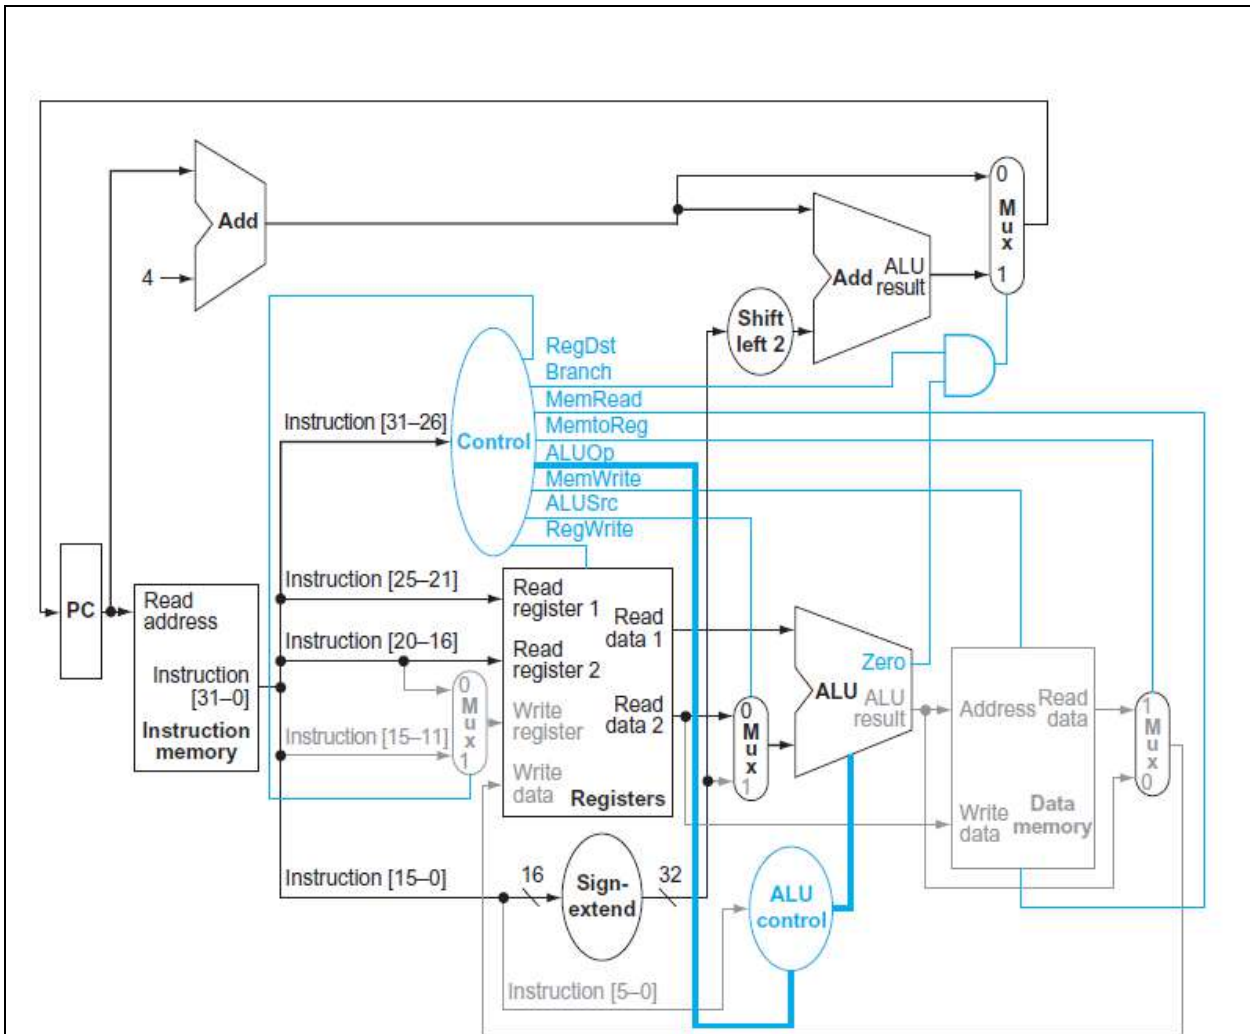 Add
4
0
M
u
x
1
Add
ALU
result
Shift
left 2
RegDst
Branch
MemRead
MemtoReg
ALUOp
MemWrite
ALUSrc
RegWrite
Control
Instruction [31–26]
Instruction [25–21]
Instruction [20–16]
Instruction [15–11]
Instruction [15–0]
Instruction [5–0]
PC
Read
address
Instruction
[31–0]
Instruction
memory
0
M
u
x
1
Read
register 1
Read
register 2
Write
register
Write
data
Read
data 1
Read
data 2
Registers
16
Sign-
extend
32
0
M
u
x
1
Zero
ALU
ALU
result
ALU
control
Address
Read
data
Write
data
Data
memory
1
M
u
x
0